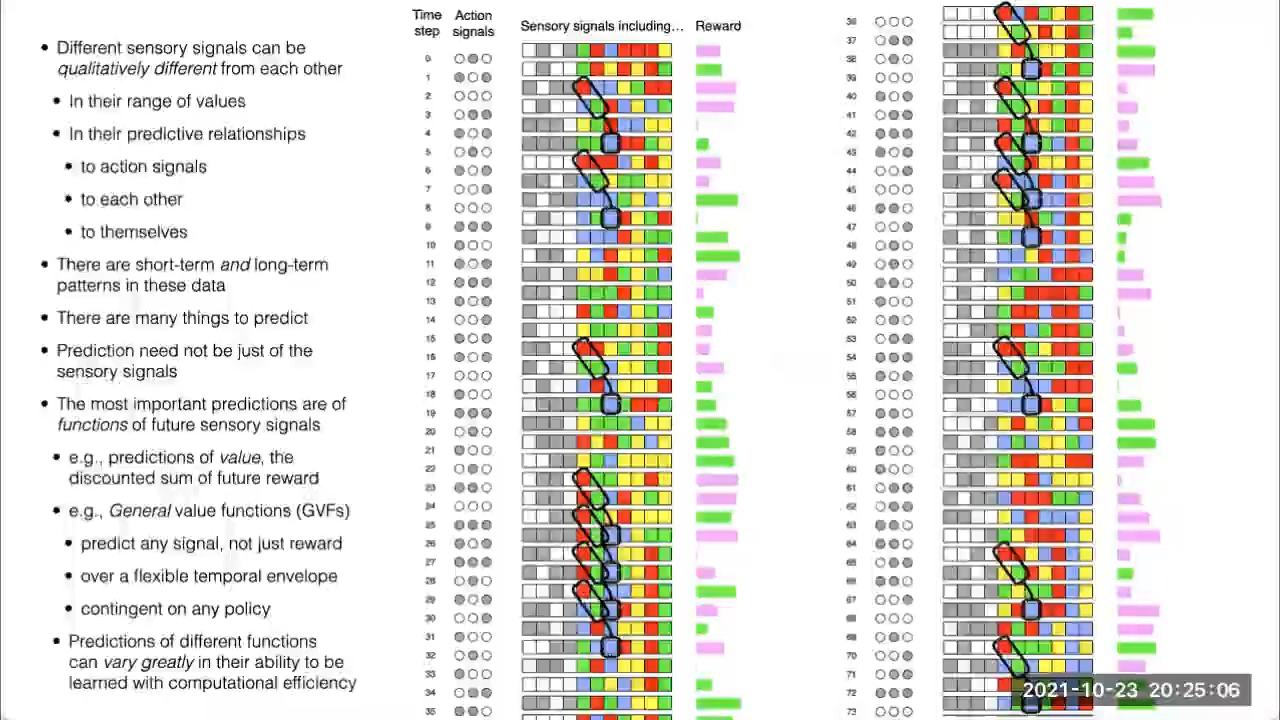 Different sensory signals can be
qualitatively different from each other
In their range of values
In their predictive relationships
to action signals
to each other
to themselves
There are short-term and long-term
patterns in these data
There are many things to predict
Prediction need not be just of the
sensory signals
The most important predictions are of
functions of future sensory signals
e.g., predictions of value, the
discounted sum of future reward
e.g., General value functions (GVFs)
predict any signal, not just reward
over a flexible temporal envelope
contingent on any policy
Predictions of different functions
can vary greatly in their ability to be
learned with computational efficiency
Time
step
Action
signals
Sensory signals including…
Reward
0
1
2
3
4
5
6
7
8
9
10
11
12
13
14
15
16
17
18
19
20
21
22
23
24
25
26
27
28
29
30
31
32
33
34
35
36
37
38
39
40
41
42
43
44
45
46
47
48
49
50
51
52
53
54
55
56
57
58
59
60
61
62
63
64
65
66
67
68
69
70
71
72
73
2021-10-23 20:25:06